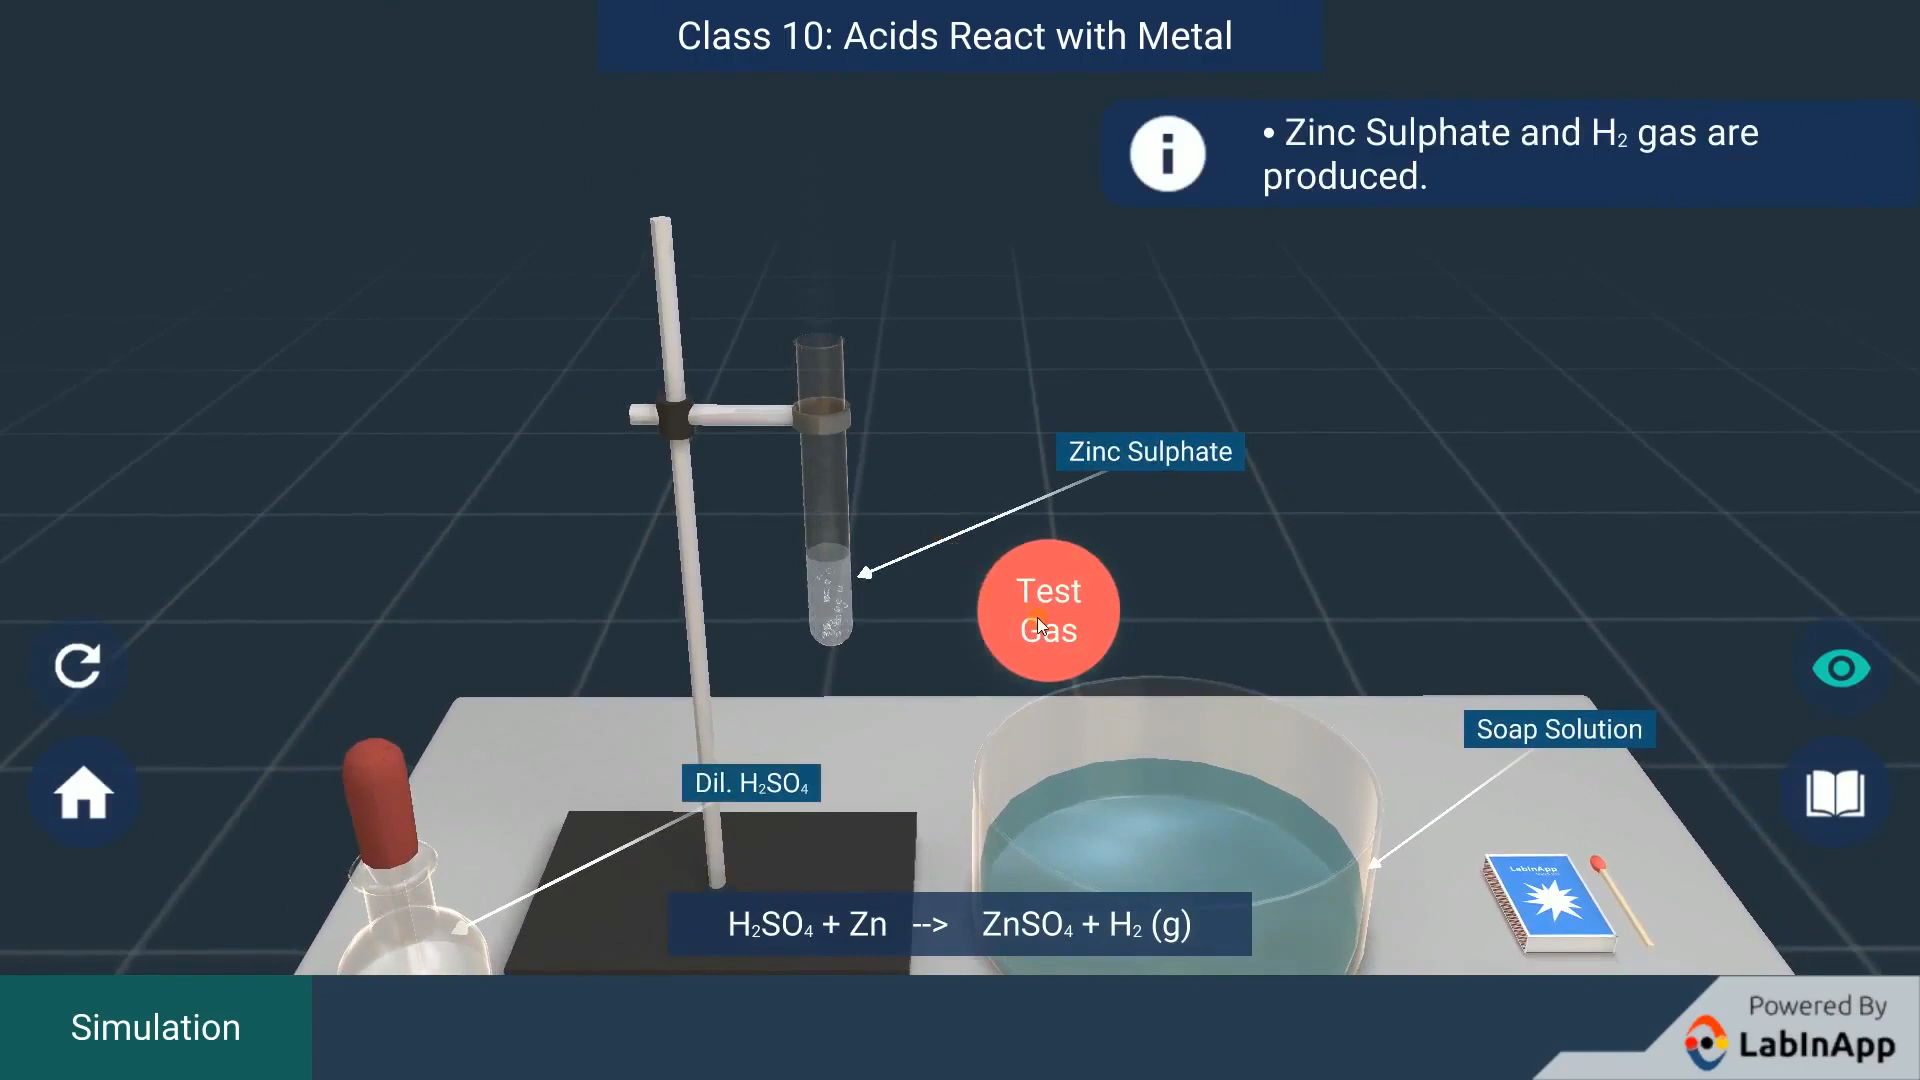 Class 10: Acids React with Metal
• Zinc Sulphate and H₂ gas are
produced.
Zinc Sulphate
Test
Gas
Soap Solution
Dil. H₂SO₄
LabInApp
H₂SO₄ + Zn --> ZnSO₄ + H₂ (g)
Simulation
Powered By
LabInApp